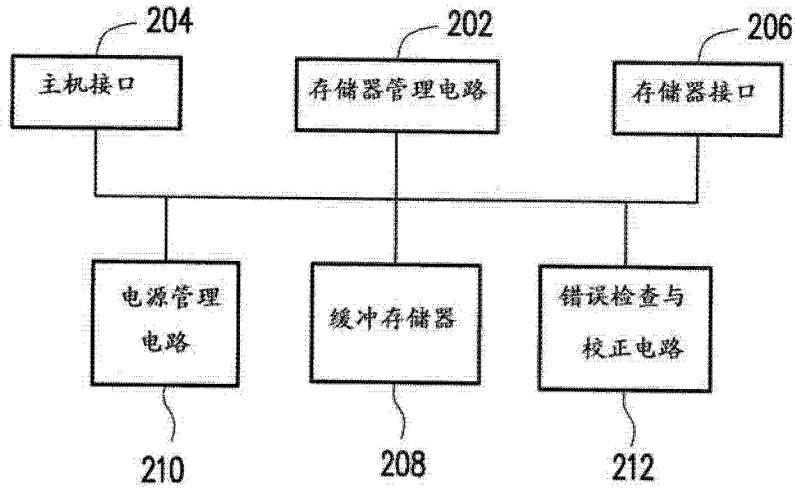 204
202
206
主机接口
存储器管理电路
存储器接口
电源管理
电路
缓冲存储器
错误检查与
校正电路
210
208
212